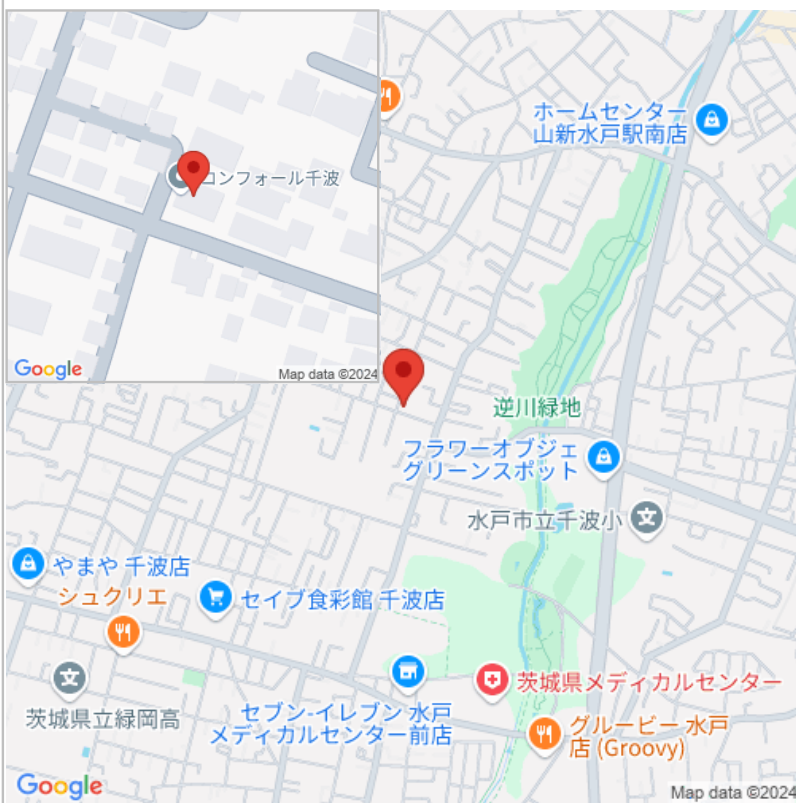 コンフォール千波
Google
Map data ©2024
ホームセンター
山新水戸駅南店
逆川緑地
フラワーオブジェ
グリーンスポット
水戸市立千波小
文
やまや 千波店
シュクリエ
セイブ食彩館 千波店
文
茨城県立緑岡高
セブン-イレブン 水戸
メディカルセンター前店
茨城県メディカルセンター
グルービー 水戸
店 (Groovy)
Google
Map data ©2024